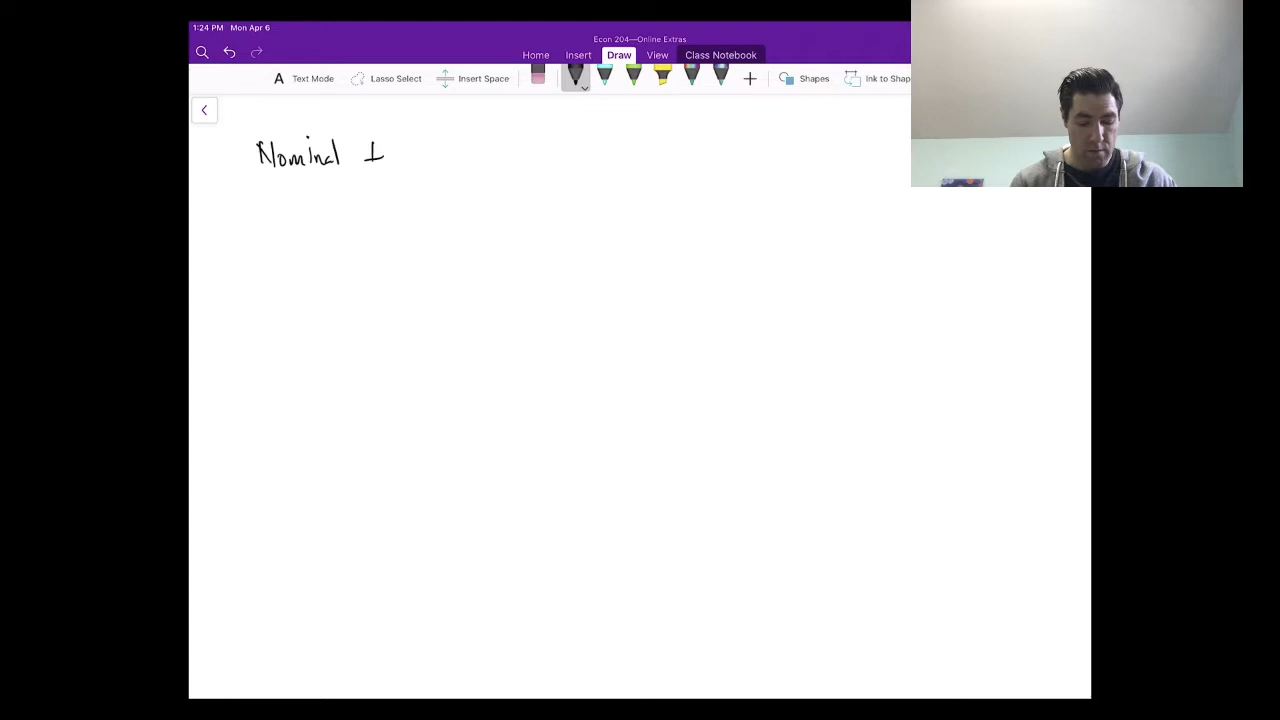 1:24 PM Mon Apr 6
Econ 204—Online Extras
Home Insert Draw View Class Notebook
A Text Mode Lasso Select Insert Space + Shapes Ink to Shap
Nominal I